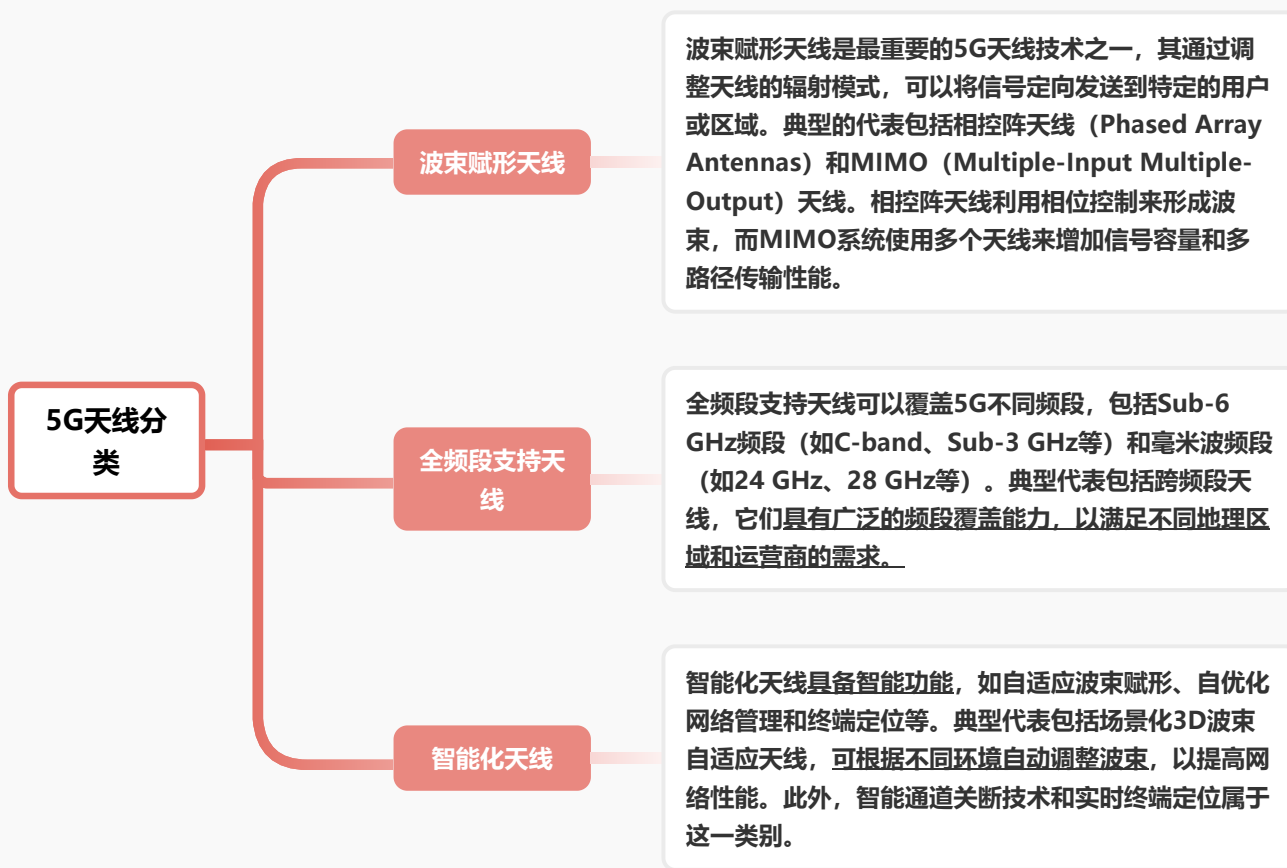 5G天线分
类
波束赋形天线
波束赋形天线是最重要的5G天线技术之一，其通过调
整天线的辐射模式，可以将信号定向发送到特定的用户
或区域。典型的代表包括相控阵天线（Phased Array
Antennas）和MIMO（Multiple-Input Multiple-
Output）天线。相控阵天线利用相位控制来形成波
束，而MIMO系统使用多个天线来增加信号容量和多
路径传输性能。
全频段支持天
线
全频段支持天线可以覆盖5G不同频段，包括Sub-6
GHz频段（如C-band、Sub-3 GHz等）和毫米波频段
（如24 GHz、28 GHz等）。典型代表包括跨频段天
线，它们具有广泛的频段覆盖能力，以满足不同地理区
域和运营商的需求。
智能化天线
智能化天线具备智能功能，如自适应波束赋形、自优化
网络管理和终端定位等。典型代表包括场景化3D波束
自适应天线，可根据不同环境自动调整波束，以提高网
络性能。此外，智能通道关断技术和实时终端定位属于
这一类别。